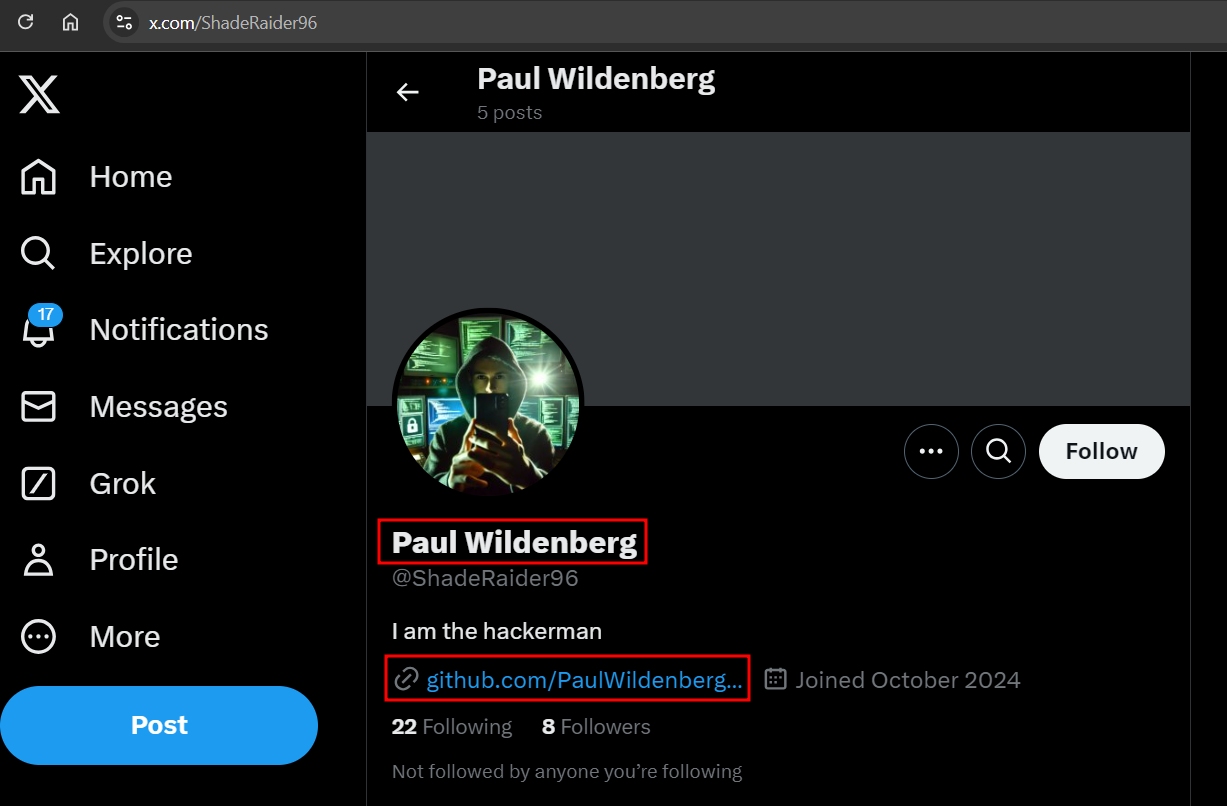 x.com/ShadeRaider96
Paul Wildenberg
5 posts
Home
Explore
17
Notifications
Messages
Grok
Profile
More
Post
Follow
Paul Wildenberg
@ShadeRaider96
I am the hackerman
github.com/PaulWildenberg... Joined October 2024
22 Following 8 Followers
Not followed by anyone you’re following